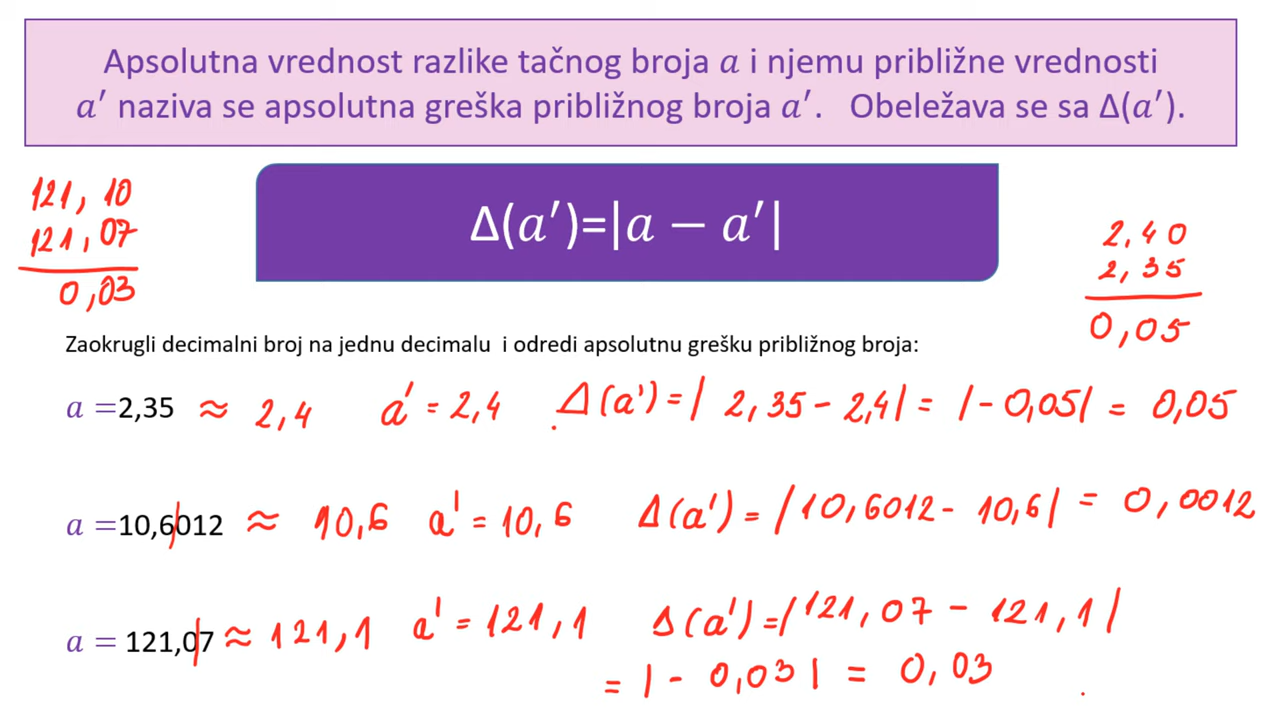 Apsolutna vrednost razlike tačnog broja a i njemu približne vrednosti
a′ naziva se apsolutna greška približnog broja a′. Obeležava se sa Δ(a′).
121, 10
121, 07
0,03
Δ(a′)=|a − a′|
2,40
2,35
0,05
Zaokrugli decimalni broj na jednu decimalu i odredi apsolutnu grešku približnog broja:
a =2,35 ≈ 2,4 a' = 2,4 Δ(a') = | 2,35 - 2,4| = |-0,05| = 0,05
a =10,6012 ≈ 10,6 a' = 10,6 Δ(a') = |10,6012 - 10,6| = 0,0012
a = 121,07 ≈ 121,1 a' = 121,1 Δ(a') = |121,07 - 121,1|
= |- 0,03| = 0,03